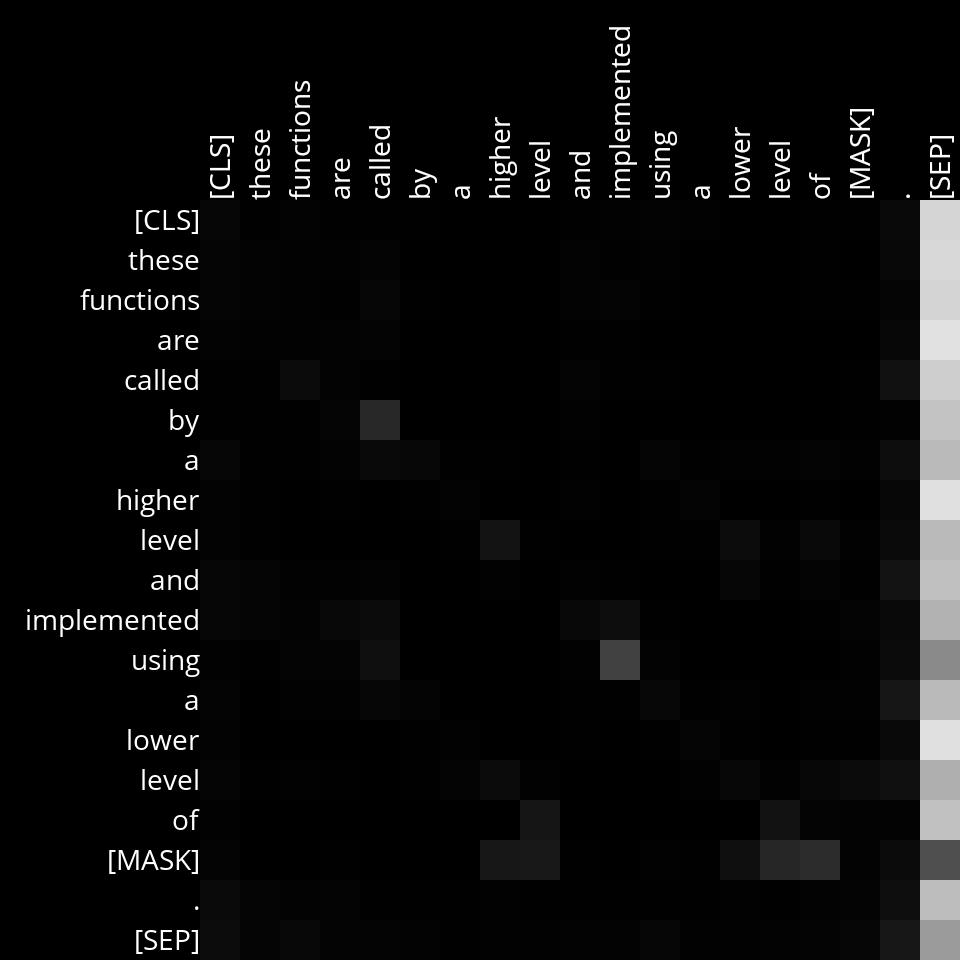 [CLS] these functions are called by a higher level and implemented using a lower level of [MASK] . [SEP]
[CLS]
these
functions
are
called
by
a
higher
level
and
implemented
using
a
lower
level
of
[MASK]
.
[SEP]